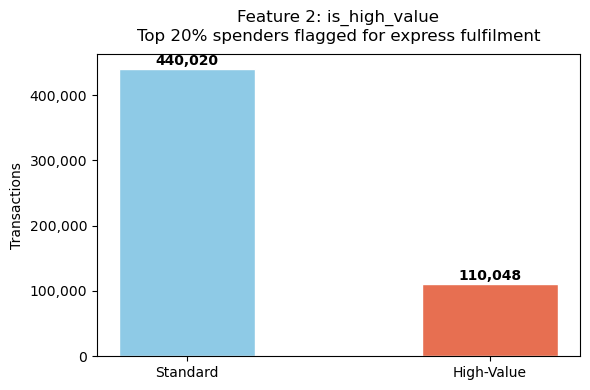 Feature 2: is_high_value
Top 20% spenders flagged for express fulfilment
440,020
400,000
300,000
200,000
110,048
100,000
0
Transactions
Standard
High-Value